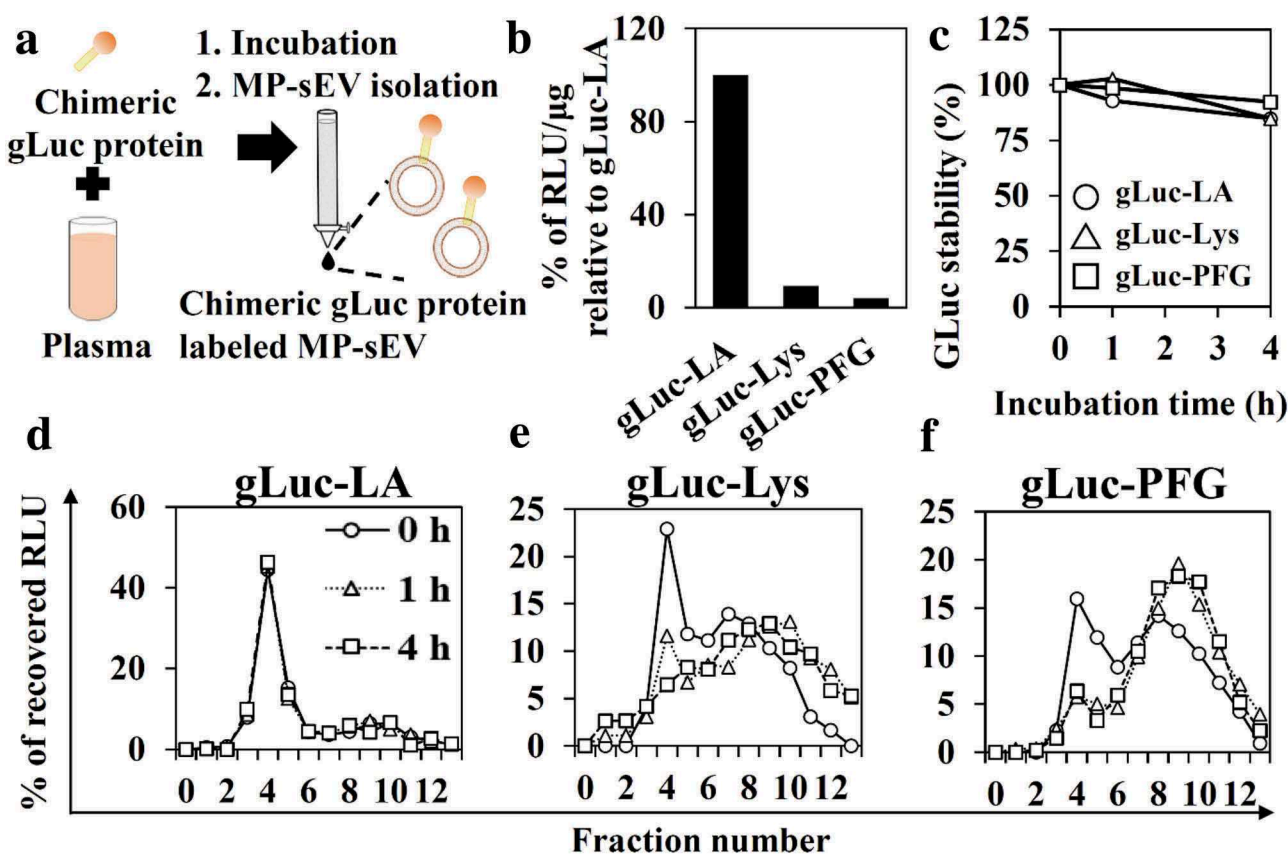 a
Chimeric
gLuc protein
Plasma
1. Incubation
2. MP-sEV isolation
Chimeric gLuc protein
labeled MP-sEV
b
% of RLU/µg
relative to gLuc-LA
120
80
40
0
gLuc-LA
gLuc-Lys
gLuc-PFG
c
GLuc stability (%)
125
100
75
50
25
0
gLuc-LA
gLuc-Lys
gLuc-PFG
0 1 2 3 4
Incubation time (h)
d
gLuc-LA
% of recovered RLU
60
40
20
0
0 h
1 h
4 h
0 2 4 6 8 10 12
e
gLuc-Lys
25
20
15
10
5
0
0 2 4 6 8 10 12
f
gLuc-PFG
25
20
15
10
5
0
0 2 4 6 8 10 12
Fraction number